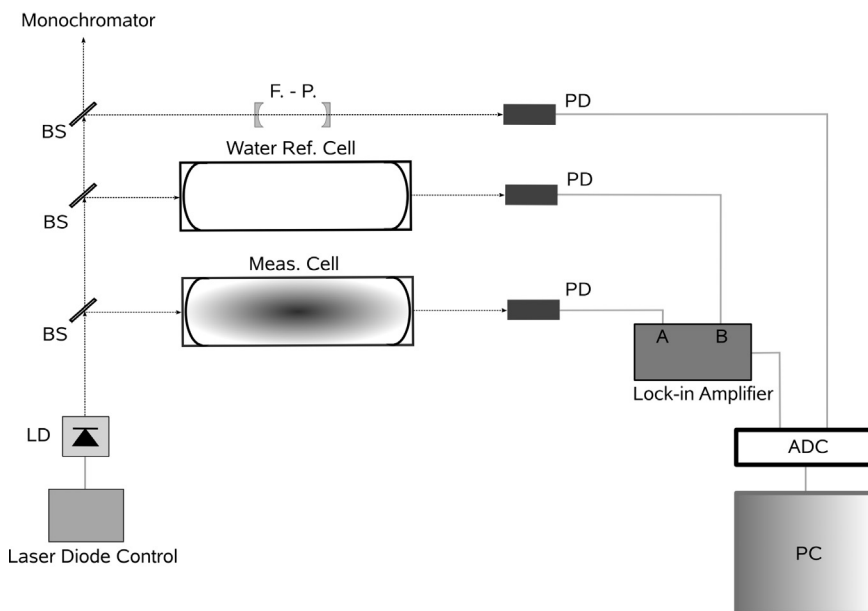 Monochromator
F. - P.
PD
BS
Water Ref. Cell
PD
BS
Meas. Cell
PD
BS
A
B
Lock-in Amplifier
LD
ADC
Laser Diode Control
PC